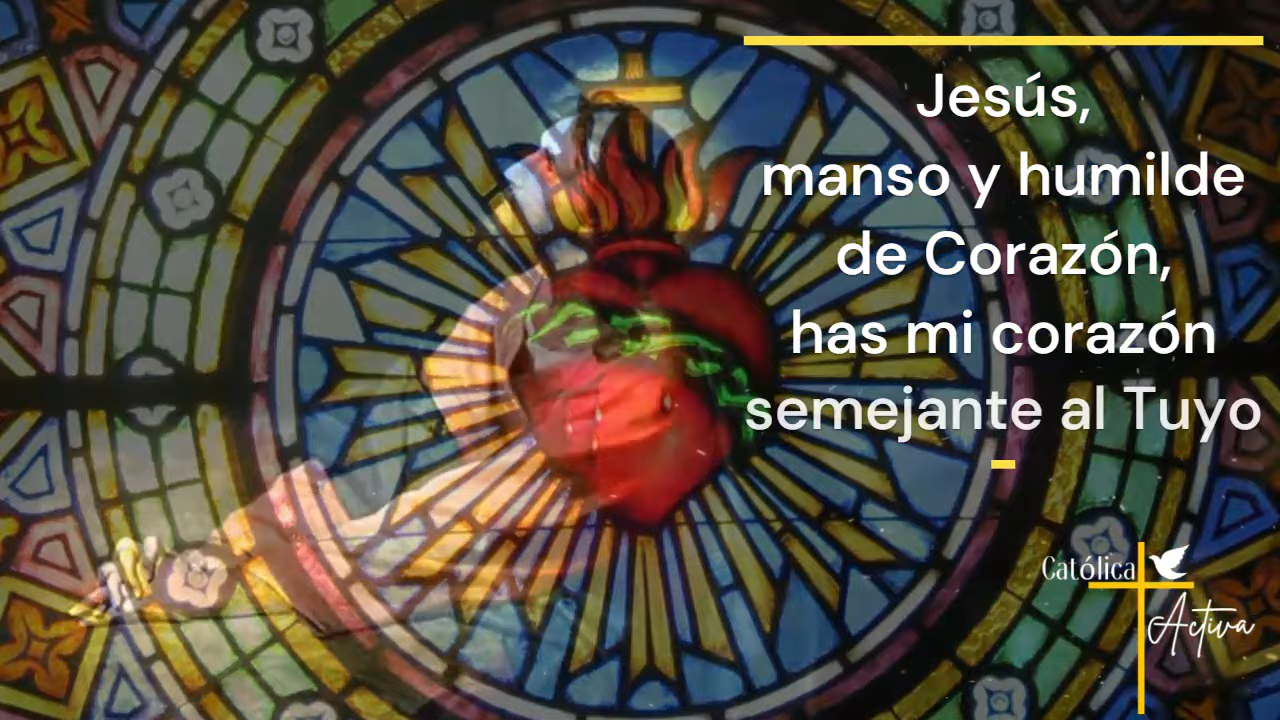 Jesús,
manso y humilde
de Corazón,
has mi corazón
semejante al Tuyo
Católica
Activa